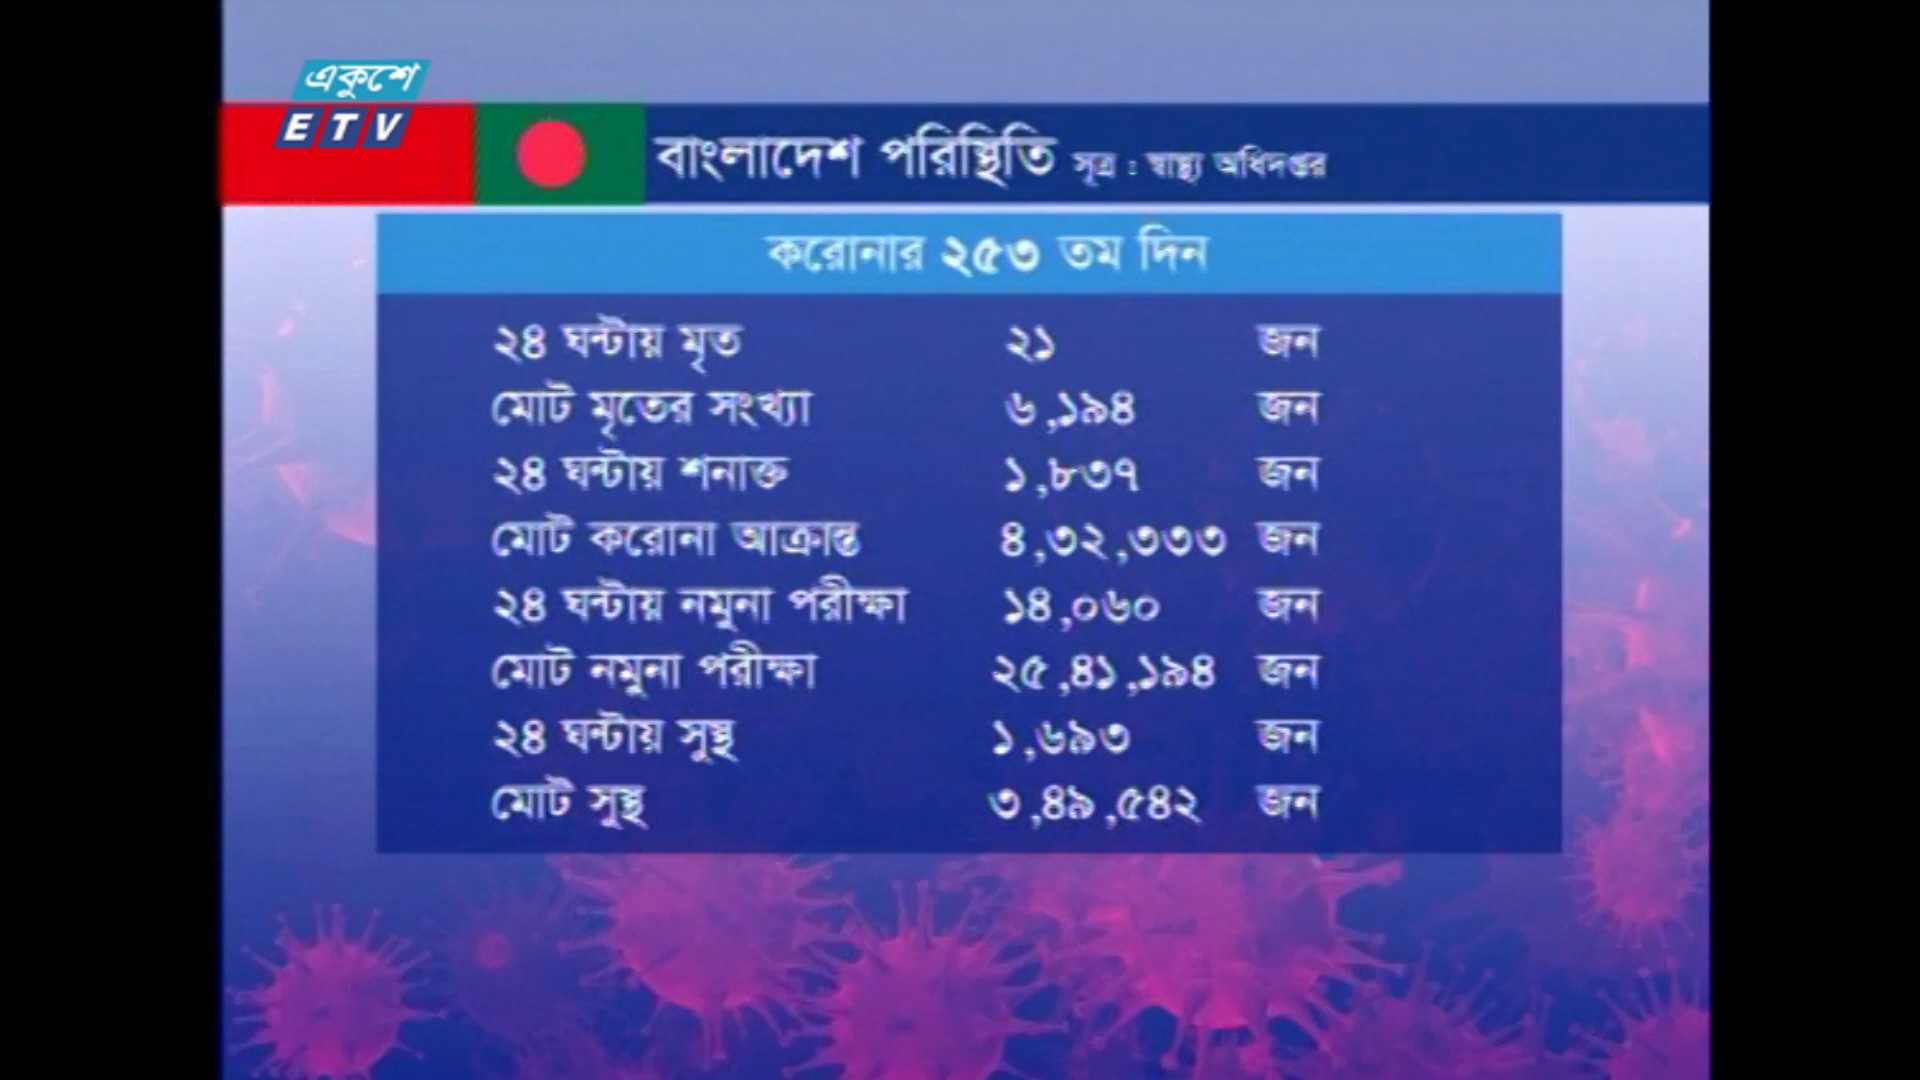 একুশে
ETV
বাংলাদেশ পরিস্থিতি সূত্র : স্বাস্থ্য অধিদপ্তর
করোনার ২৫৩ তম দিন
২৪ ঘন্টায় মৃত ২১ জন
মোট মৃতের সংখ্যা ৬,১৯৪ জন
২৪ ঘন্টায় শনাক্ত ১,৮৩৭ জন
মোট করোনা আক্রান্ত ৪,৩২,৩৩৩ জন
২৪ ঘন্টায় নমুনা পরীক্ষা ১৪,০৬০ জন
মোট নমুনা পরীক্ষা ২৫,৪১,১৯৪ জন
২৪ ঘন্টায় সুস্থ ১,৬৯৩ জন
মোট সুস্থ ৩,৪৯,৫৪২ জন